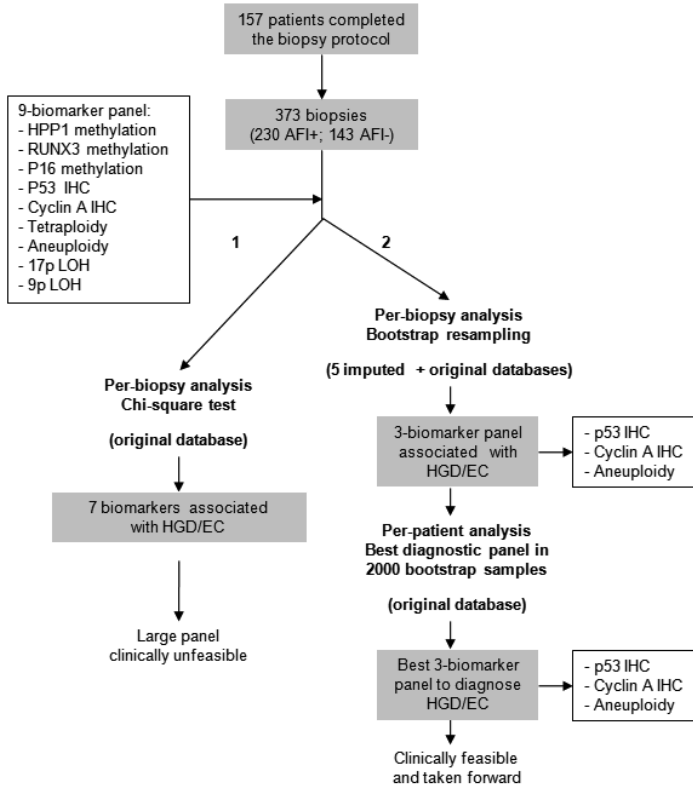 157 patients completed
the biopsy protocol
373 biopsies
(230 AFI+; 143 AFI-)
9-biomarker panel:
- HPP1 methylation
- RUNX3 methylation
- P16 methylation
- P53 IHC
- Cyclin A IHC
- Tetraploidy
- Aneuploidy
- 17p LOH
- 9p LOH
1
2
Per-biopsy analysis
Chi-square test
(original database)
7 biomarkers associated
with HGD/EC
Large panel
clinically unfeasible
Per-biopsy analysis
Bootstrap resampling
(5 imputed + original databases)
3-biomarker panel
associated with
HGD/EC
- p53 IHC
- Cyclin A IHC
- Aneuploidy
Per-patient analysis
Best diagnostic panel in
2000 bootstrap samples
(original database)
Best 3-biomarker
panel to diagnose
HGD/EC
- p53 IHC
- Cyclin A IHC
- Aneuploidy
Clinically feasible
and taken forward